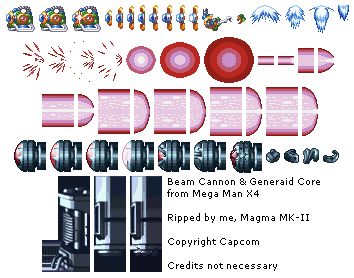 Beam Cannon & Generaid Core
from Mega Man X4
Ripped by me, Magma MK-II
Copyright Capcom
Credits not necessary